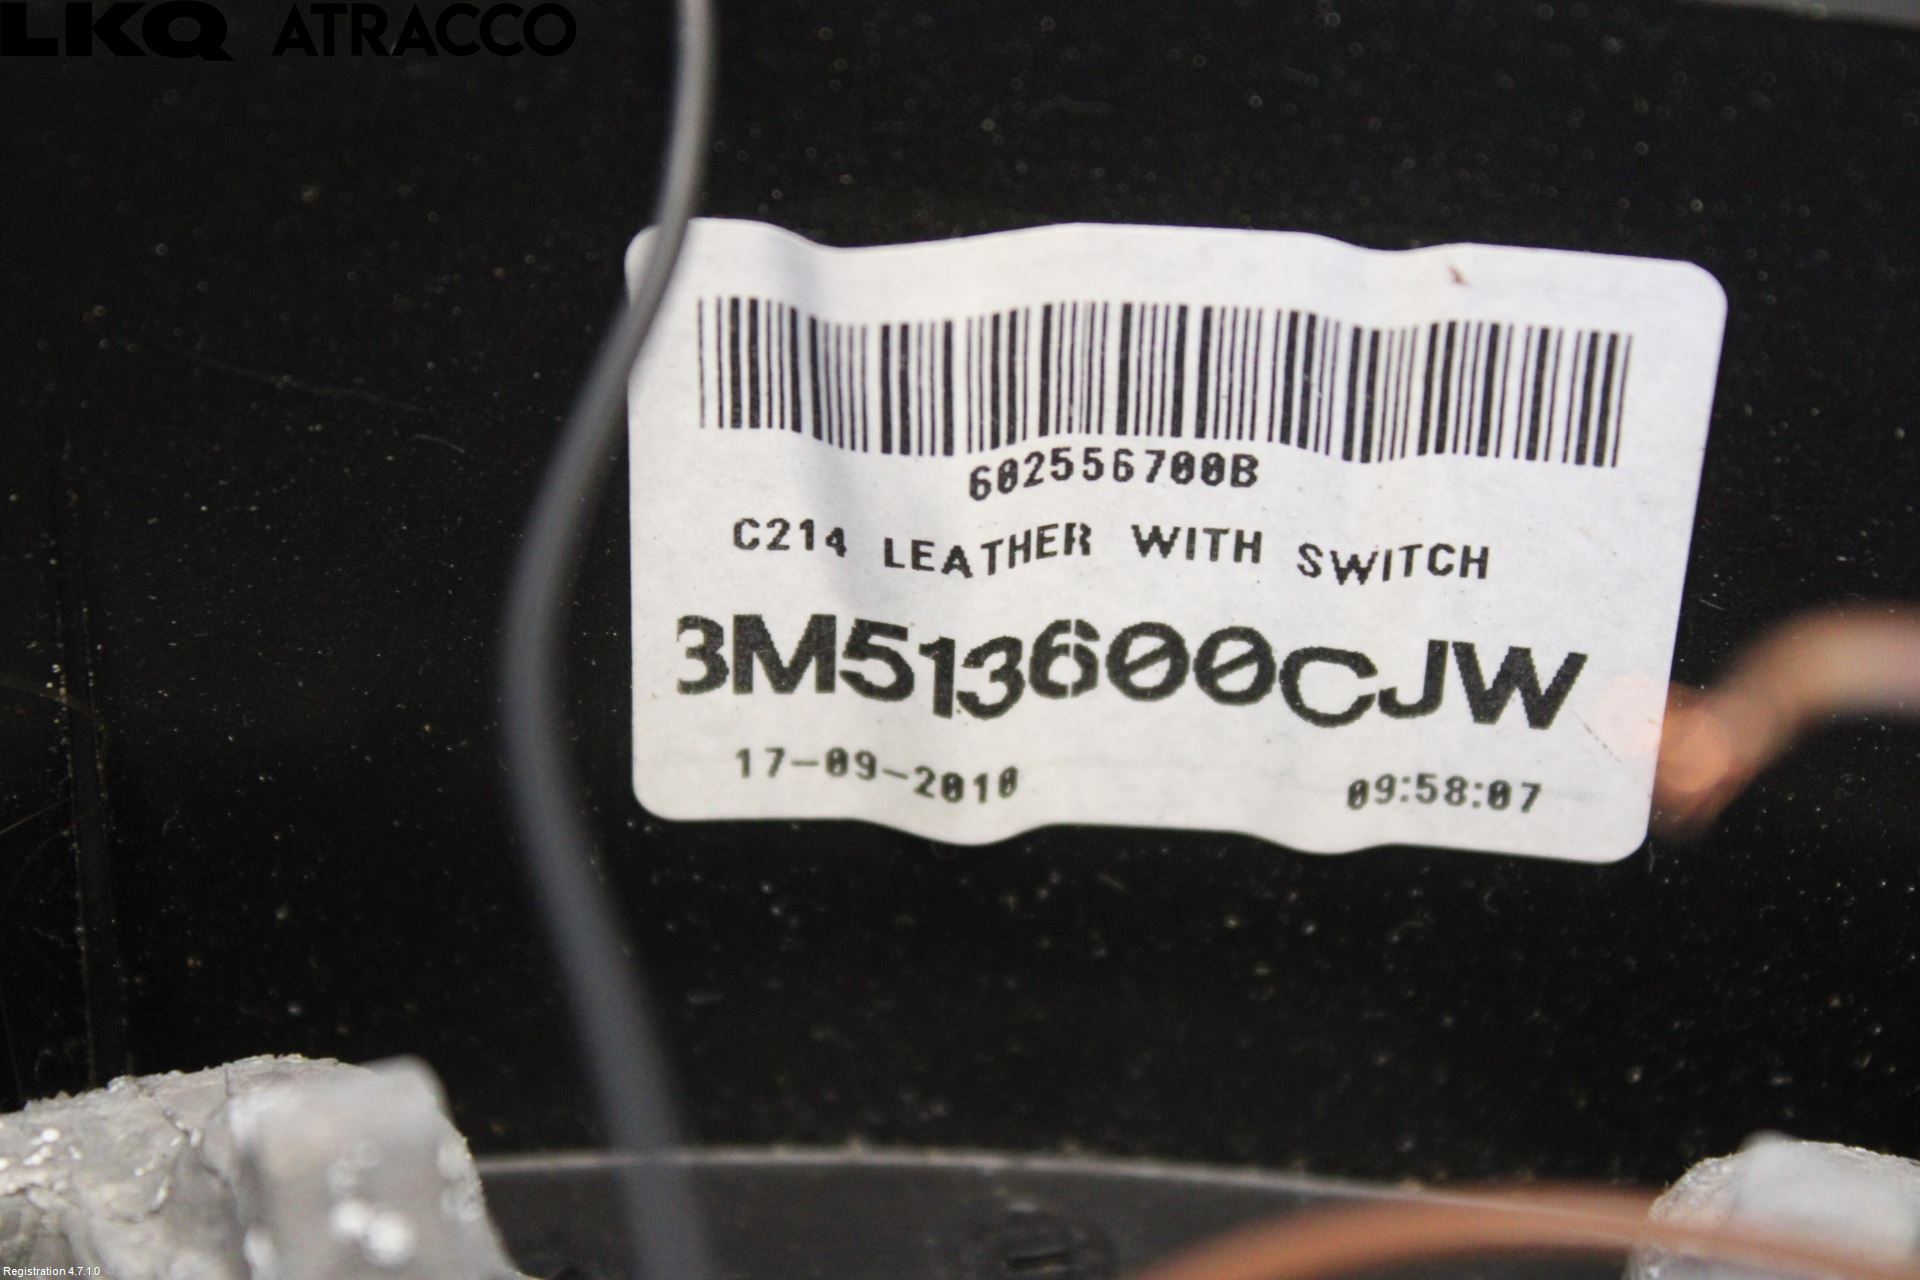 LKQ ATRACCO
602556700B
C214 LEATHER WITH SWITCH
3M513600CJW
17-09-2010 09:58:07
Registration 4.7.1.0